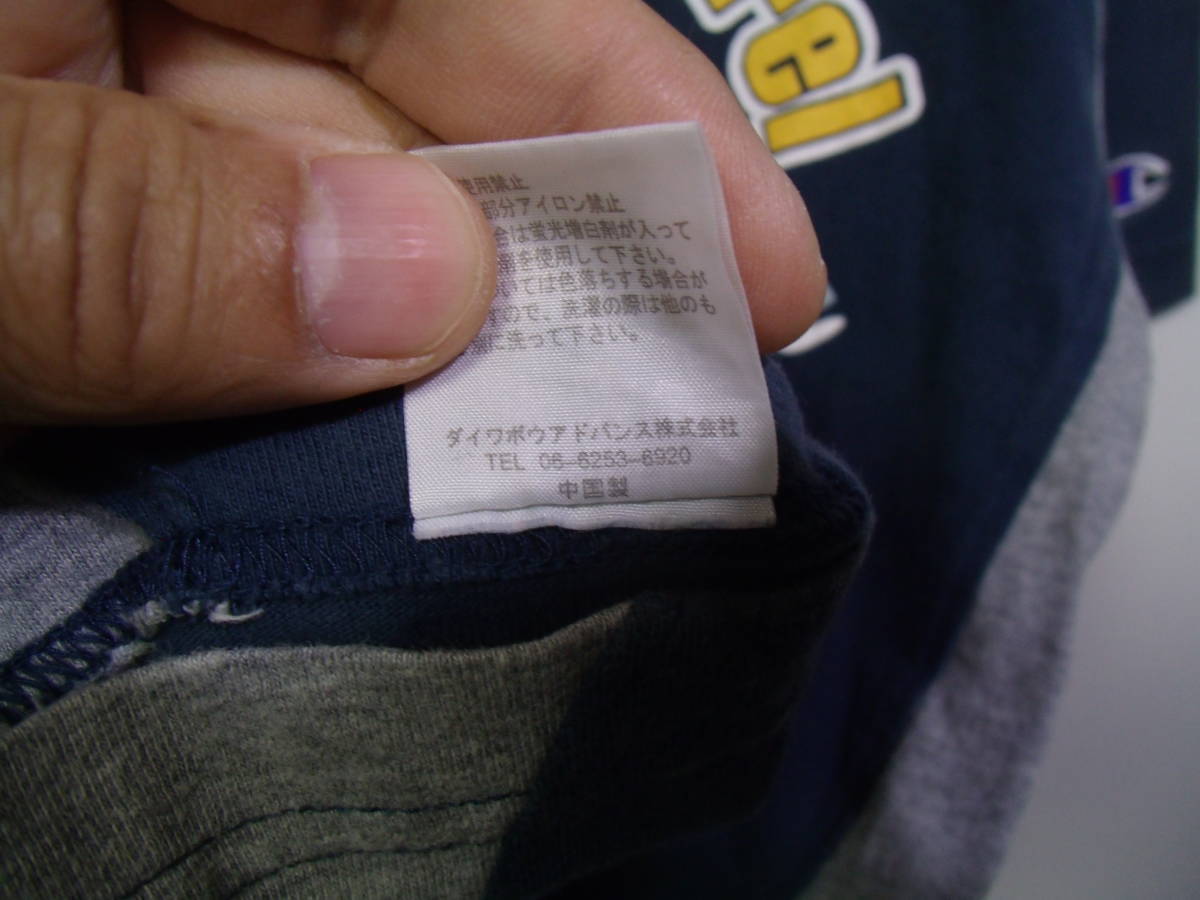 rel
使用禁止
部分アイロン禁止
合は蛍光増白剤が入って
剤を使用して下さい。
いては色落ちする場合が
ので、洗濯の際は他のも
に洗って下さい。
ダイワボウアドバンス株式会社
TEL 06-6253-6920
中国製